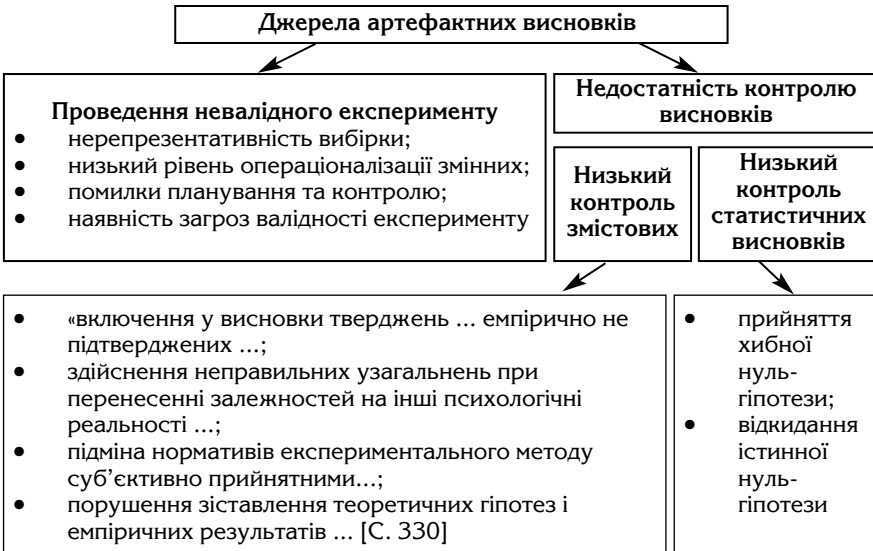 Джерела артефактних висновків
Проведення невалідного експерименту
• нерепрезентативність вибірки;
• низький рівень операціоналізації змінних;
• помилки планування та контролю;
• наявність загроз валідності експерименту
Недостатність контролю
висновків
Низький
контроль
змістових
Низький
контроль
статистичних
висновків
• «включення у висновки тверджень ... емпірично не
підтверджених ...;
• здійснення неправильних узагальнень при
перенесенні залежностей на інші психологічні
реальності ...;
• підміна нормативів експериментального методу
суб’єктивно прийнятними...;
• порушення зіставлення теоретичних гіпотез і
емпіричних результатів ... [С. 330]
• прийняття
хибної
нуль-
гіпотези;
• відкидання
істинної
нуль-
гіпотези